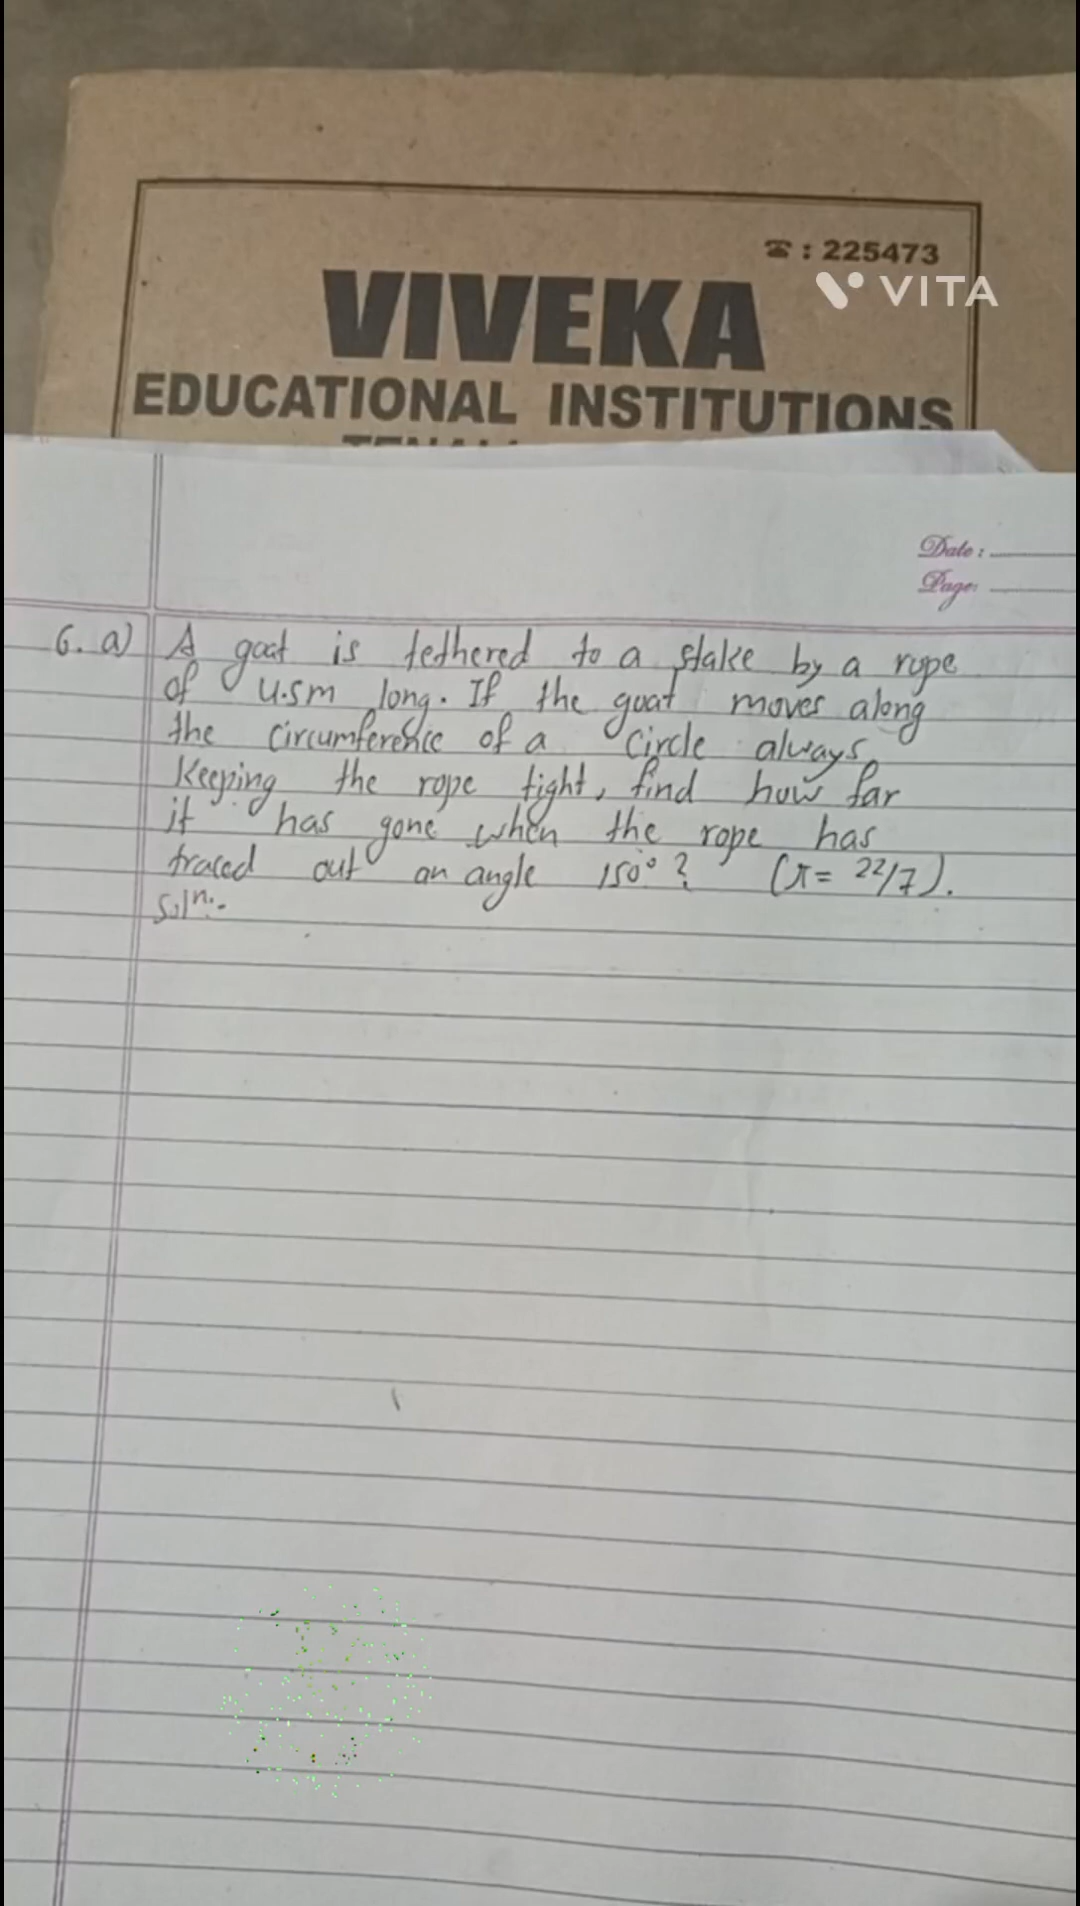 ☎ : 225473
VITA
VIVEKA
EDUCATIONAL INSTITUTIONS
Date :
Page:
6. a) A goat is tethered to a stake by a rope
of 4.5m long. If the goat moves along
the circumference of a circle always
Keeping the rope tight, find how far
it has gone when the rope has
traced out an angle 150° ? (π = 22/7).
Solⁿ:-